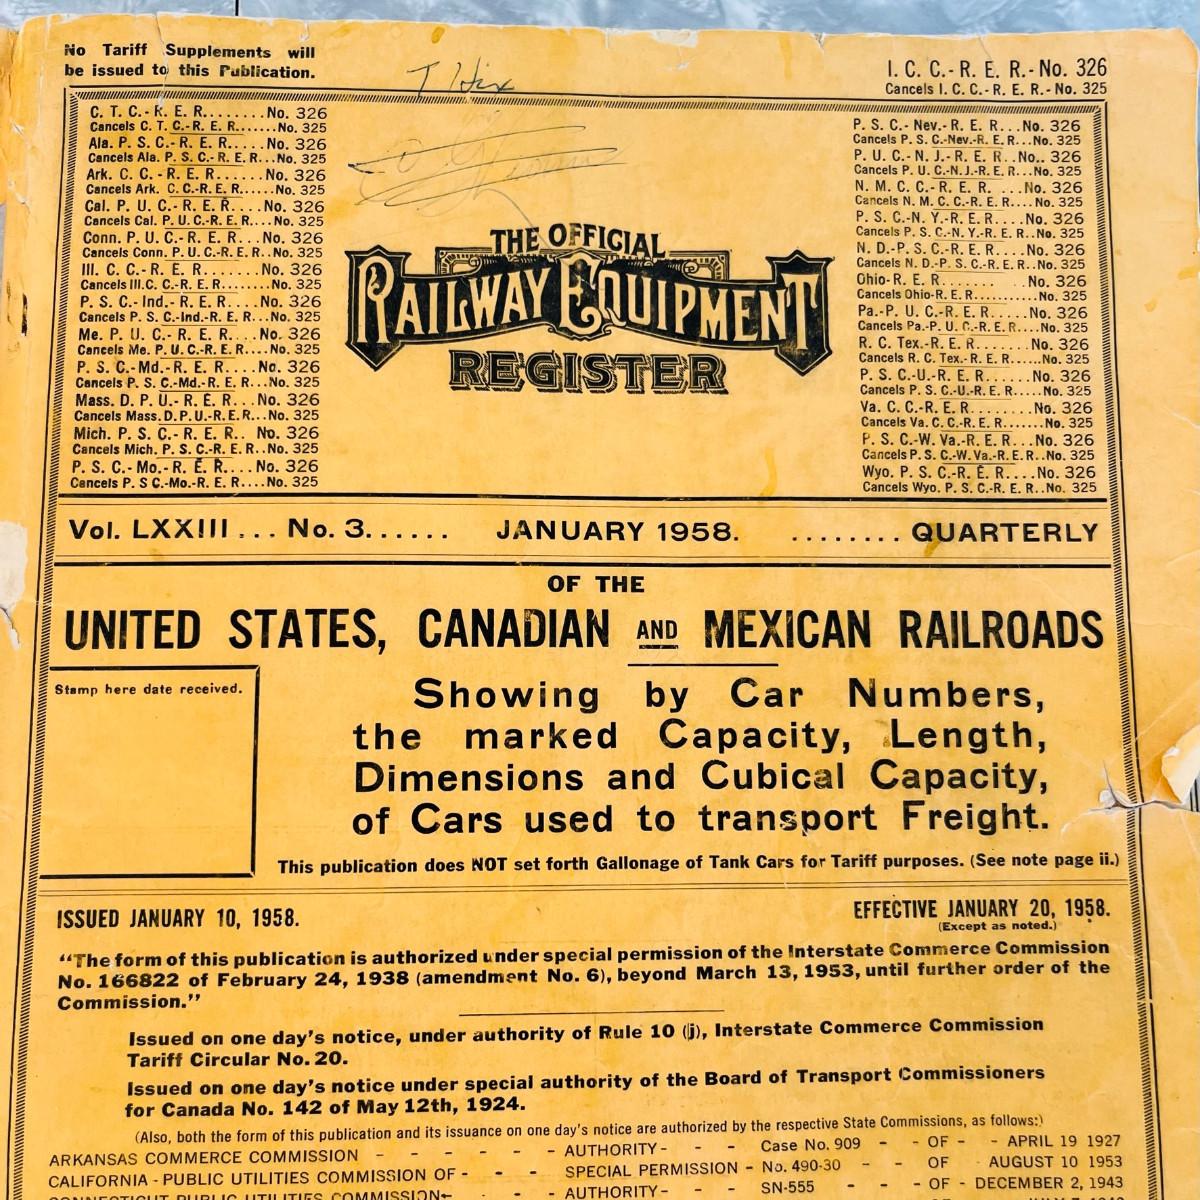 No Tariff Supplements will
be issued to this Publication.
I. C. C.- R. E. R.- No. 326
Cancels I. C. C.- R. E. R.- No. 325
T Hix
C. T. C.- R. E. R........No. 326
Cancels C. T. C.- R. E. R.......No. 325
Ala. P. S. C.- R. E. R.....No. 326
Cancels Ala. P. S. C.- R. E. R...No. 325
Ark. C. C. - R. E. R......No. 326
Cancels Ark. C. C.-R. E. R......No. 325
Cal. P. U. C.- R. E. R....No. 326
Cancels Cal. P. U. C.-R. E. R....No. 325
Conn. P. U. C.- R. E. R...No. 326
Cancels Conn. P. U. C.-R. E. R..No. 325
Ill. C. C.- R. E. R.......No. 326
Cancels Ill. C. C.- R. E. R.......No. 325
P. S. C.- Ind.- R. E. R....No. 326
Cancels P. S. C.-Ind.-R. E. R....No. 325
Me. P. U. C.- R. E. R....No. 326
Cancels Me. P. U. C.-R. E. R....No. 325
P. S. C.-Md.- R. E. R....No. 326
Cancels P. S. C.-Md.-R. E. R...No. 325
Mass. D. P. U.- R. E. R...No. 326
Cancels Mass. D. P. U.-R. E. R...No. 325
Mich. P. S. C.- R. E. R.. No. 326
Cancels Mich. P. S. C.-R. E. R..No. 325
P. S. C.- Mo.- R. E. R....No. 326
Cancels P. S C.-Mo.-R. E. R....No. 325
THE OFFICIAL
RAILWAY EQUIPMENT
REGISTER
P. S. C.- Nev.- R. E. R...No. 326
Cancels P. S. C.-Nev.-R. E. R...No. 325
P. U. C.- N. J.- R. E. R..No.. 326
Cancels P. U. C.-N.J.-R. E. R...No. 325
N. M. C. C.- R. E. R. ...No. 326
Cancels N. M. C. C.-R. E. R....No. 325
P. S. C.-N. Y.-R. E. R....No. 326
Cancels P. S. C.-N. Y.-R. E. R...No. 325
N. D.-P. S. C.-R. E. R...No. 326
Cancels N. D.-P. S. C.-R. E. R..No. 325
Ohio- R. E. R....... .No. 326
Cancels Ohio-R. E. R...........No. 325
Pa.- P. U. C.- R. E. R....No. 326
Cancels Pa.-P. U. C.-R. E. R....No. 325
R. C. Tex.- R. E. R.......No. 326
Cancels R. C. Tex.- R. E. R.....No. 325
P. S. C.-U.- R. E. R......No. 326
Cancels P. S. C.-U.-R. E. R.....No. 325
Va. C. C.-R. E. R........No. 326
Cancels Va. C. C.-R. E. R.......No. 325
P. S. C.-W. Va.-R. E. R...No. 326
Cancels P. S. C.-W. Va.-R. E. R..No. 325
Wyo. P. S. C.-R. E. R....No. 326
Cancels Wyo. P. S. C.-R. E. R..No. 325
Vol. LXXIII ... No. 3...... JANUARY 1958. ........ QUARTERLY
OF THE
UNITED STATES, CANADIAN AND MEXICAN RAILROADS
Stamp here date received.
Showing by Car Numbers,
the marked Capacity, Length,
Dimensions and Cubical Capacity,
of Cars used to transport Freight.
This publication does NOT set forth Gallonage of Tank Cars for Tariff purposes. (See note page ii.)
ISSUED JANUARY 10, 1958.
EFFECTIVE JANUARY 20, 1958.
(Except as noted.)
"The form of this publication is authorized under special permission of the Interstate Commerce Commission
No. 166822 of February 24, 1938 (amendment No. 6), beyond March 13, 1953, until further order of the
Commission."
Issued on one day's notice, under authority of Rule 10 (j), Interstate Commerce Commission
Tariff Circular No. 20.
Issued on one day's notice under special authority of the Board of Transport Commissioners
for Canada No. 142 of May 12th, 1924.
(Also, both the form of this publication and its issuance on one day's notice are authorized by the respective State Commissions, as follows:)
ARKANSAS COMMERCE COMMISSION - - - - - - AUTHORITY - - - - Case No. 909 - - OF - - APRIL 19 1927
CALIFORNIA - PUBLIC UTILITIES COMMISSION OF - - - - SPECIAL PERMISSION - No. 490-30 - - OF - AUGUST 10 1953
CONNECTICUT PUBLIC UTILITIES COMMISSION - - - - AUTHORITY - - - - SN-555 - - - OF - DECEMBER 2, 1943